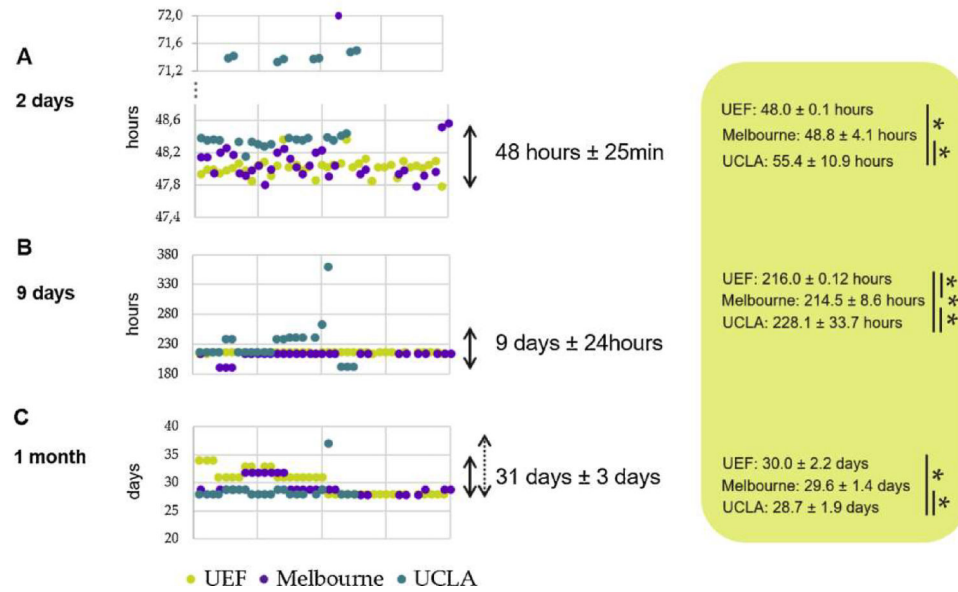 A
2 days
hours
72,0
71,6
71,2
48,6
48,2
47,8
47,4
48 hours ± 25min
UEF: 48.0 ± 0.1 hours
Melbourne: 48.8 ± 4.1 hours
UCLA: 55.4 ± 10.9 hours
*
*
B
9 days
hours
380
330
280
230
180
9 days ± 24hours
UEF: 216.0 ± 0.12 hours
Melbourne: 214.5 ± 8.6 hours
UCLA: 228.1 ± 33.7 hours
*
*
*
C
1 month
days
40
35
30
25
20
31 days ± 3 days
UEF: 30.0 ± 2.2 days
Melbourne: 29.6 ± 1.4 days
UCLA: 28.7 ± 1.9 days
*
*
UEF Melbourne UCLA